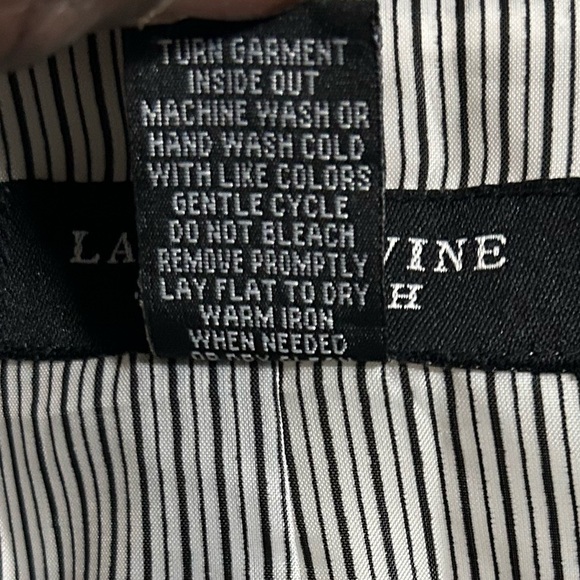 TURN GARMENT
INSIDE OUT
MACHINE WASH OR
HAND WASH COLD
WITH LIKE COLORS
GENTLE CYCLE
DO NOT BLEACH
REMOVE PROMPTLY
LAY FLAT TO DRY
WARM IRON
WHEN NEEDED
LA VINE
H